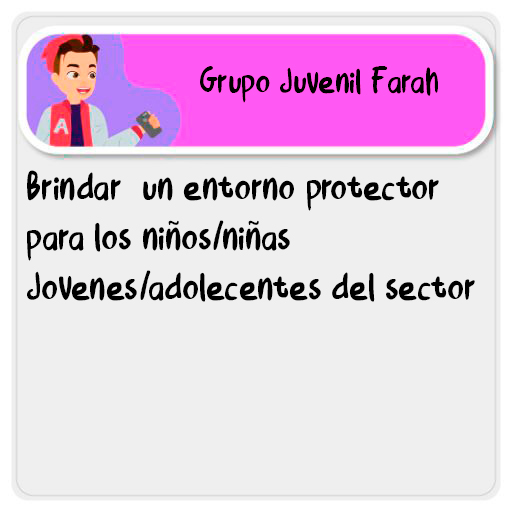 Grupo Juvenil Farah
A
Brindar un entorno protector
para los niños/niñas
Jovenes/adolecentes del sector